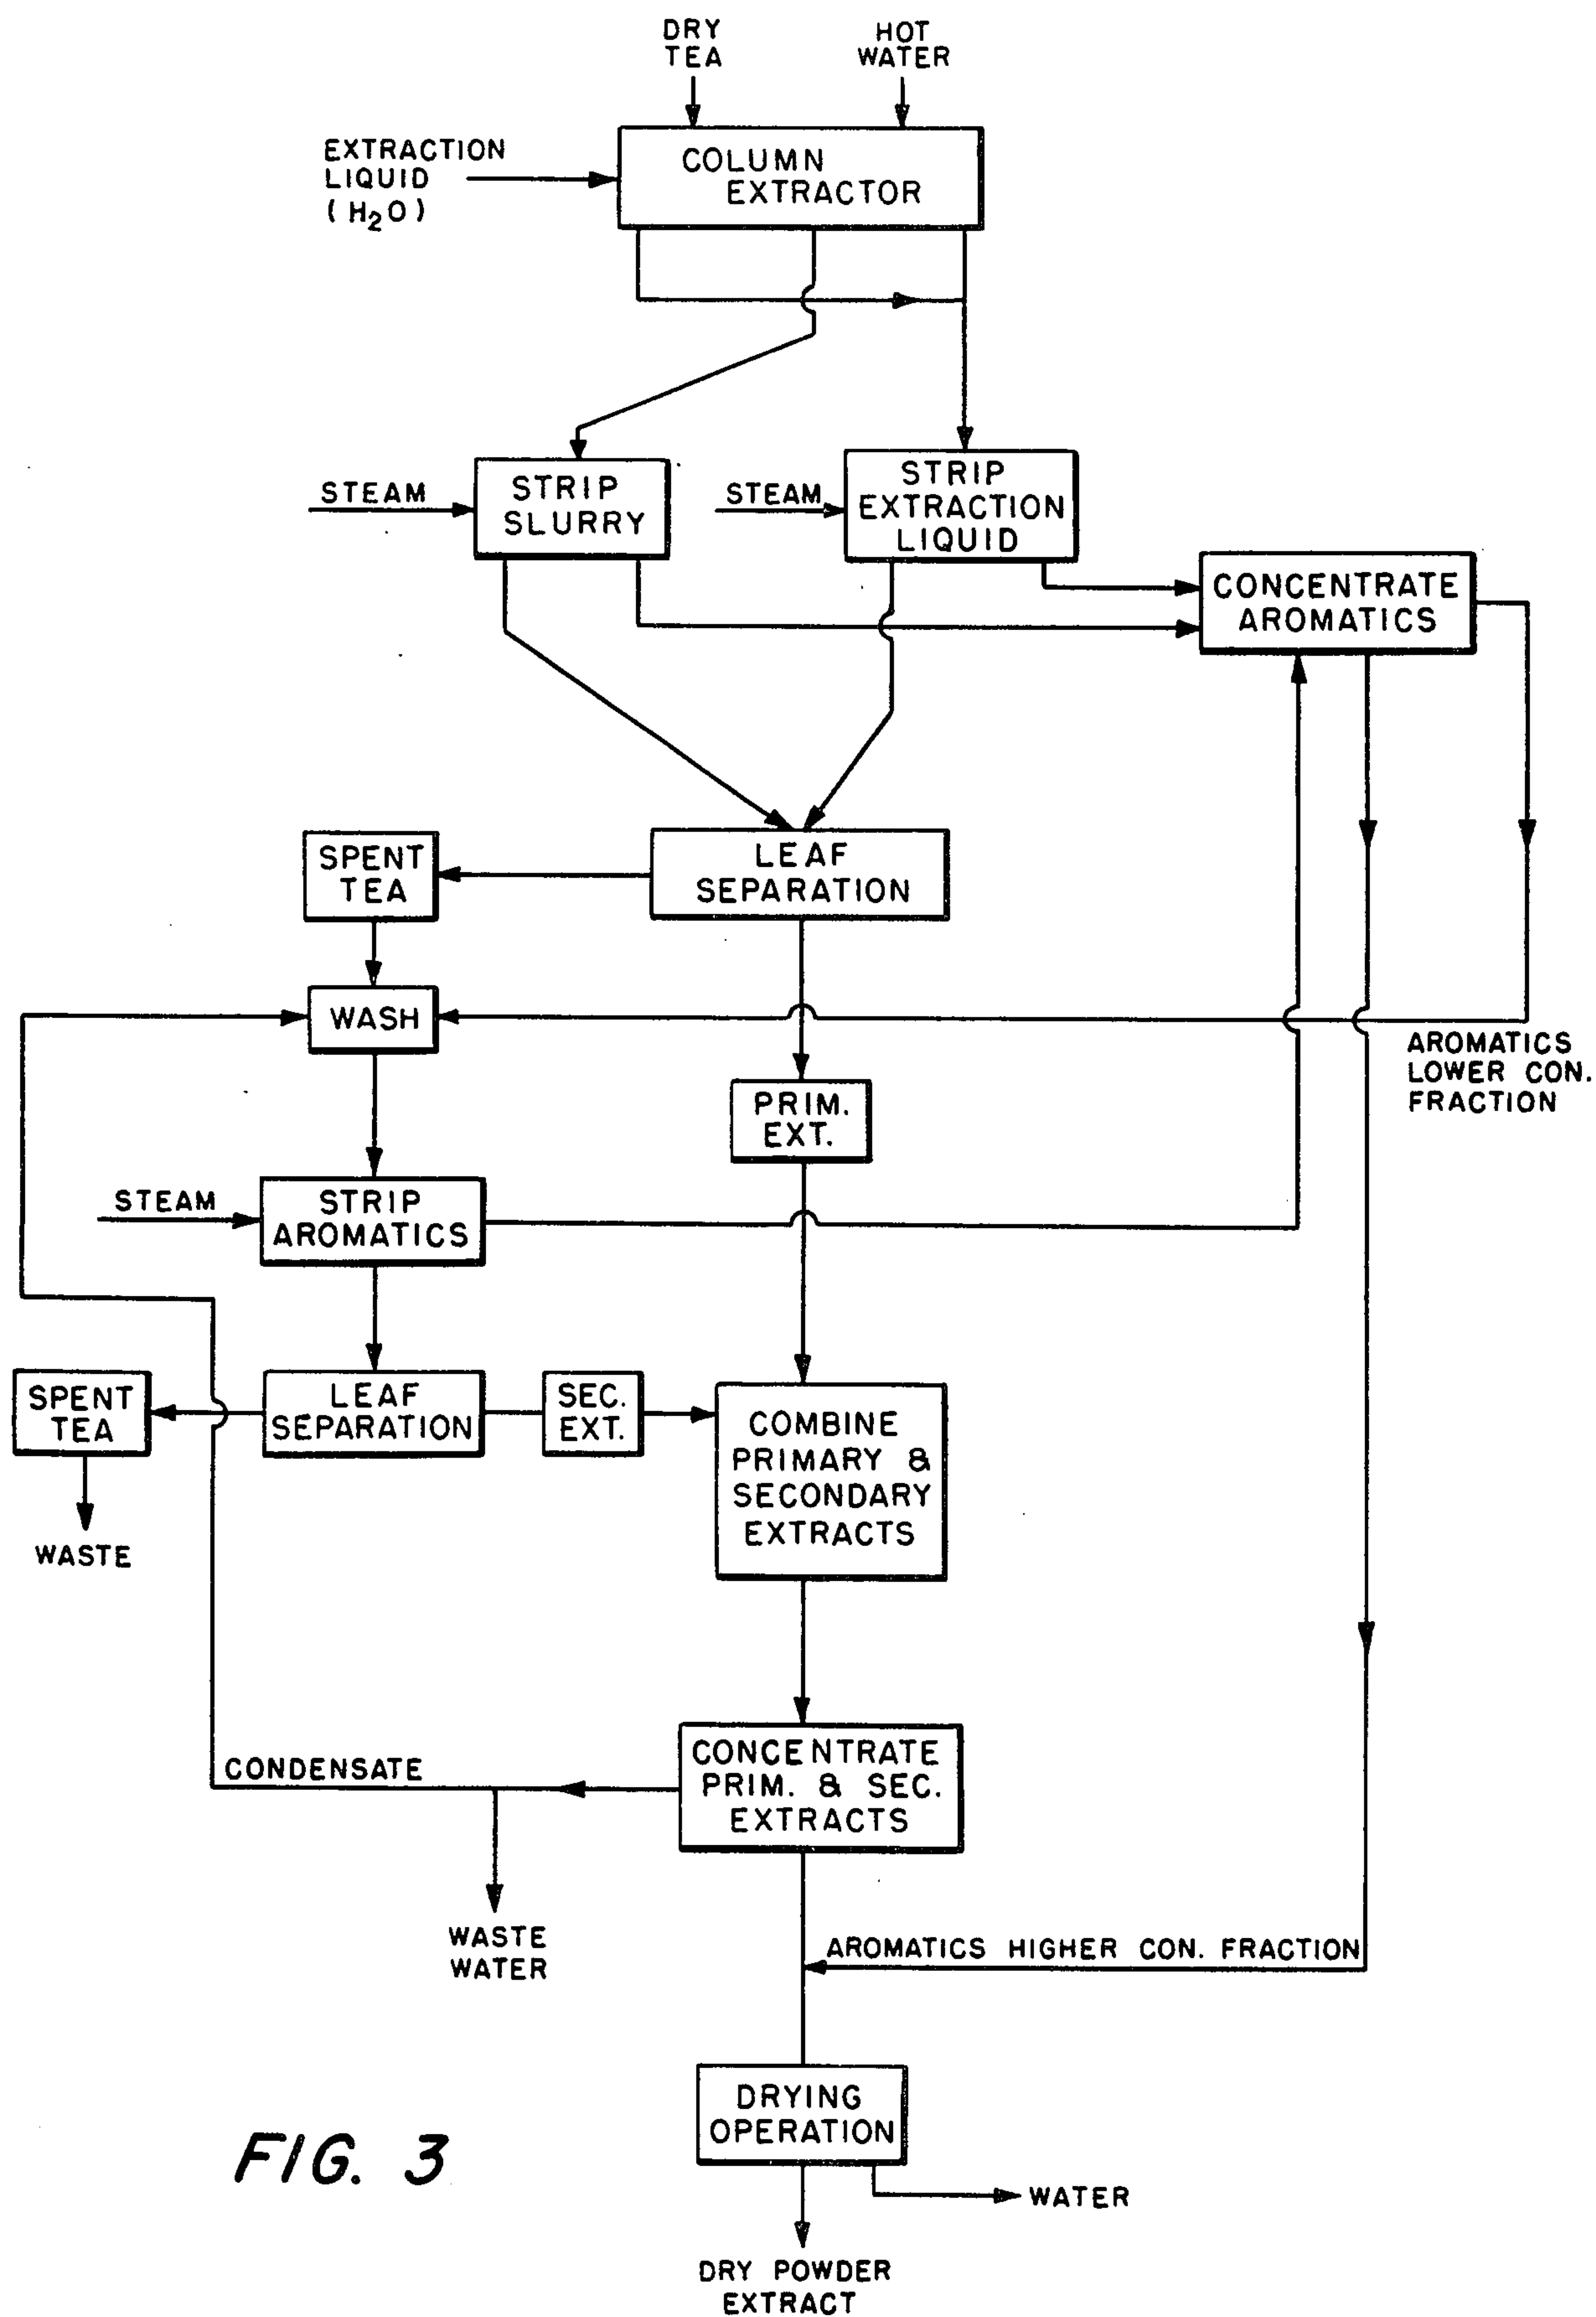 DRY
TEA
HOT
WATER
EXTRACTION
LIQUID
(H₂O)
COLUMN
EXTRACTOR
STEAM
STRIP
SLURRY
STEAM
STRIP
EXTRACTION
LIQUID
CONCENTRATE
AROMATICS
SPENT
TEA
LEAF
SEPARATION
WASH
AROMATICS
LOWER CON.
FRACTION
PRIM.
EXT.
STEAM
STRIP
AROMATICS
SPENT
TEA
LEAF
SEPARATION
SEC.
EXT.
COMBINE
PRIMARY &
SECONDARY
EXTRACTS
WASTE
CONDENSATE
CONCENTRATE
PRIM. & SEC.
EXTRACTS
WASTE
WATER
AROMATICS HIGHER CON. FRACTION
DRYING
OPERATION
WATER
DRY POWDER
EXTRACT
FIG. 3